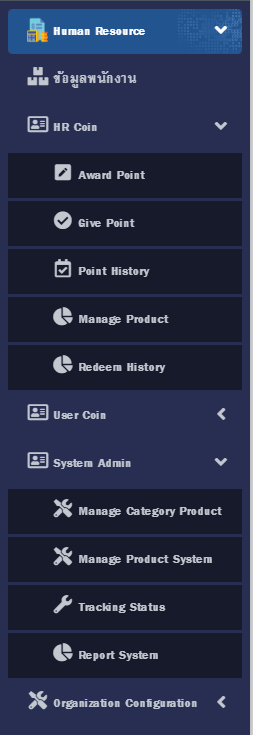 Human Resource
ข้อมูลพนักงาน
HR Coin
Award Point
Give Point
Point History
Manage Product
Redeem History
User Coin
System Admin
Manage Category Product
Manage Product System
Tracking Status
Report System
Organization Configuration